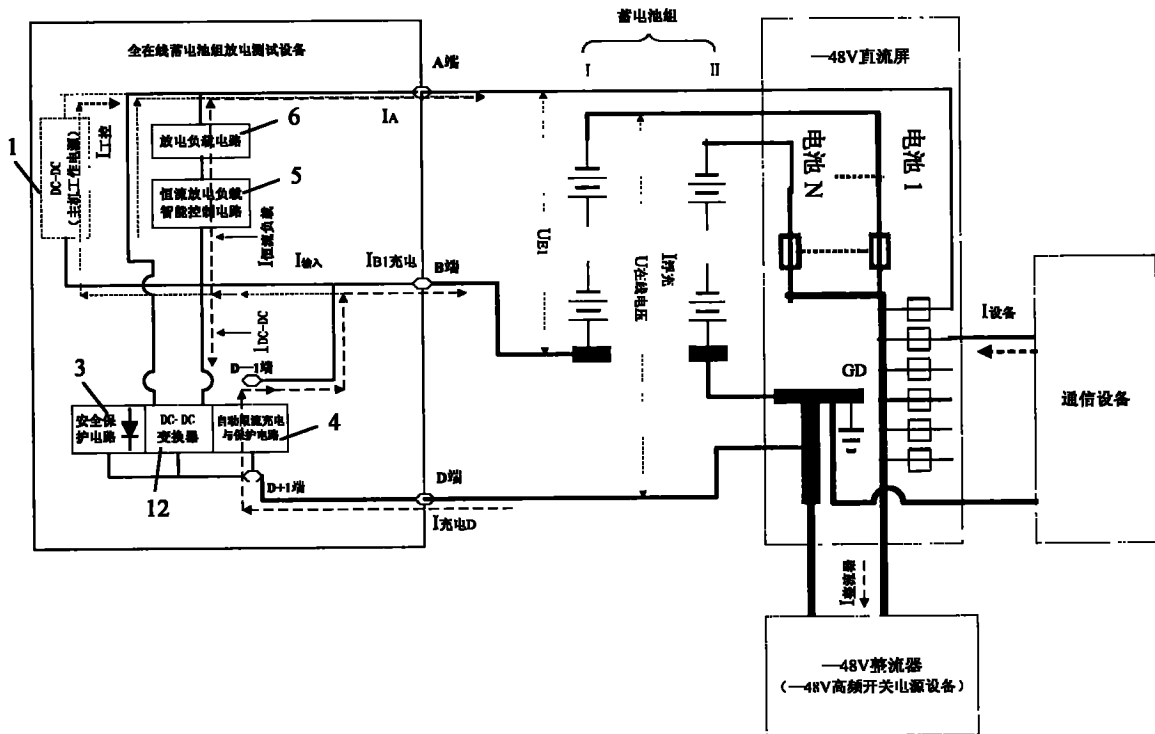 全在线蓄电池组放电测试设备
蓄电池组
I
II
—48V直流屏
A端
IA
6
放电负载电路
1
DC-DC
(主机工作电源)
I工控
5
恒流放电负载
智能控制电路
I恒流负载
I输入
IB1充电
B端
UB1
U在线电压
I浮充
电池 N
电池 1
I设备
通信设备
IDC-DC
D—1端
GD
3
安全保
护电路
DC-DC
变换器
自动限流充电
与保护电路
4
12
D+1端
D端
I充电D
I整流器
—48V整流器
(—48V高频开关电源设备)